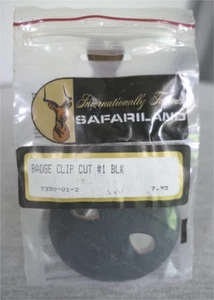 Internationally Famous
SAFARILAND
BADGE CLIP CUT #1 BLK
7350-01-2 7.95